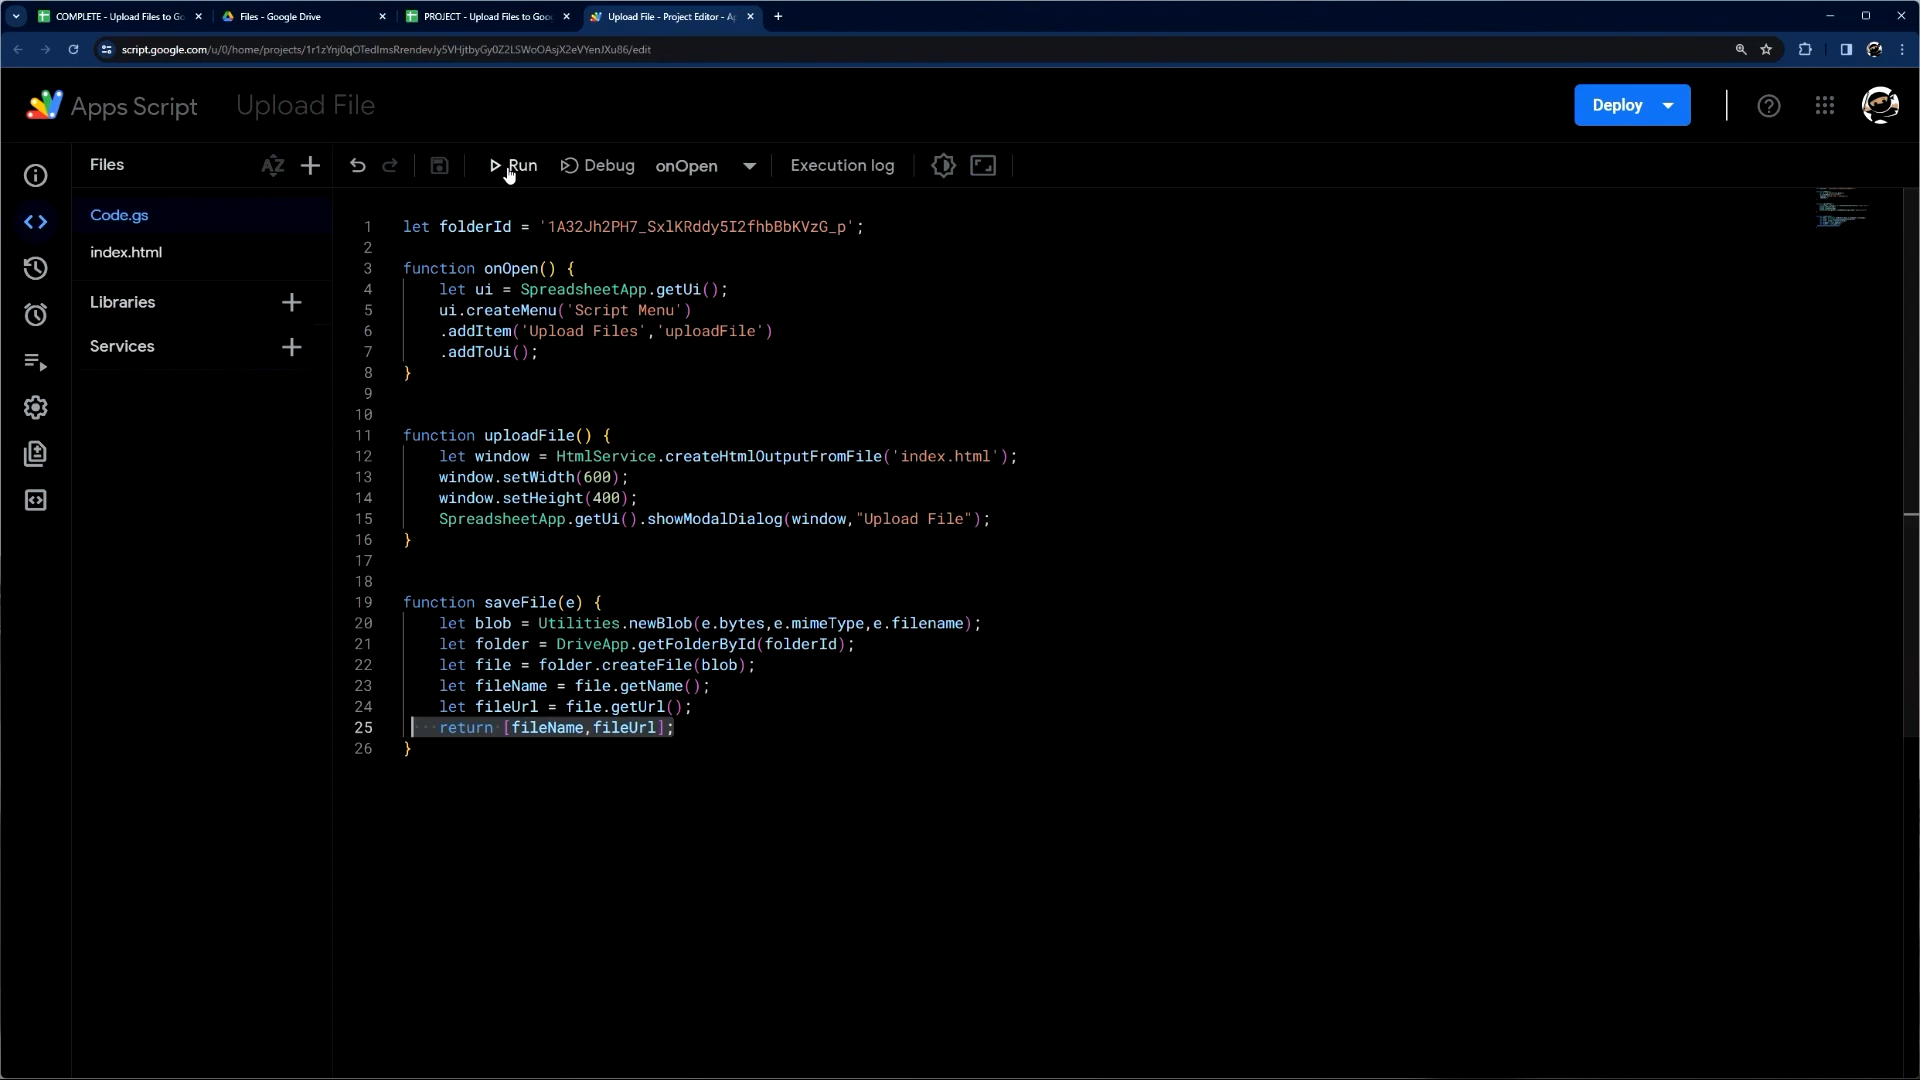 COMPLETE - Upload Files to Go
Files - Google Drive
PROJECT - Upload Files to Goo
Upload File - Project Editor - A
script.google.com/u/0/home/projects/1r1zYnj0qOTedImsRrendevJy5VHjtbyGy0Z2LSWoOAsjX2eVYenJXu86/edit
Apps Script
Upload File
Deploy
Files
Run
Debug
onOpen
Execution log
Code.gs
index.html
Libraries
Services
1 let folderId = '1A32Jh2PH7_SxlKRddy5I2fhbBbKVzG_p';
2
3 function onOpen() {
4 let ui = SpreadsheetApp.getUi();
5 ui.createMenu('Script Menu')
6 .addItem('Upload Files','uploadFile')
7 .addToUi();
8 }
9
10
11 function uploadFile() {
12 let window = HtmlService.createHtmlOutputFromFile('index.html');
13 window.setWidth(600);
14 window.setHeight(400);
15 SpreadsheetApp.getUi().showModalDialog(window,"Upload File");
16 }
17
18
19 function saveFile(e) {
20 let blob = Utilities.newBlob(e.bytes,e.mimeType,e.filename);
21 let folder = DriveApp.getFolderById(folderId);
22 let file = folder.createFile(blob);
23 let fileName = file.getName();
24 let fileUrl = file.getUrl();
25 return [fileName,fileUrl];
26 }